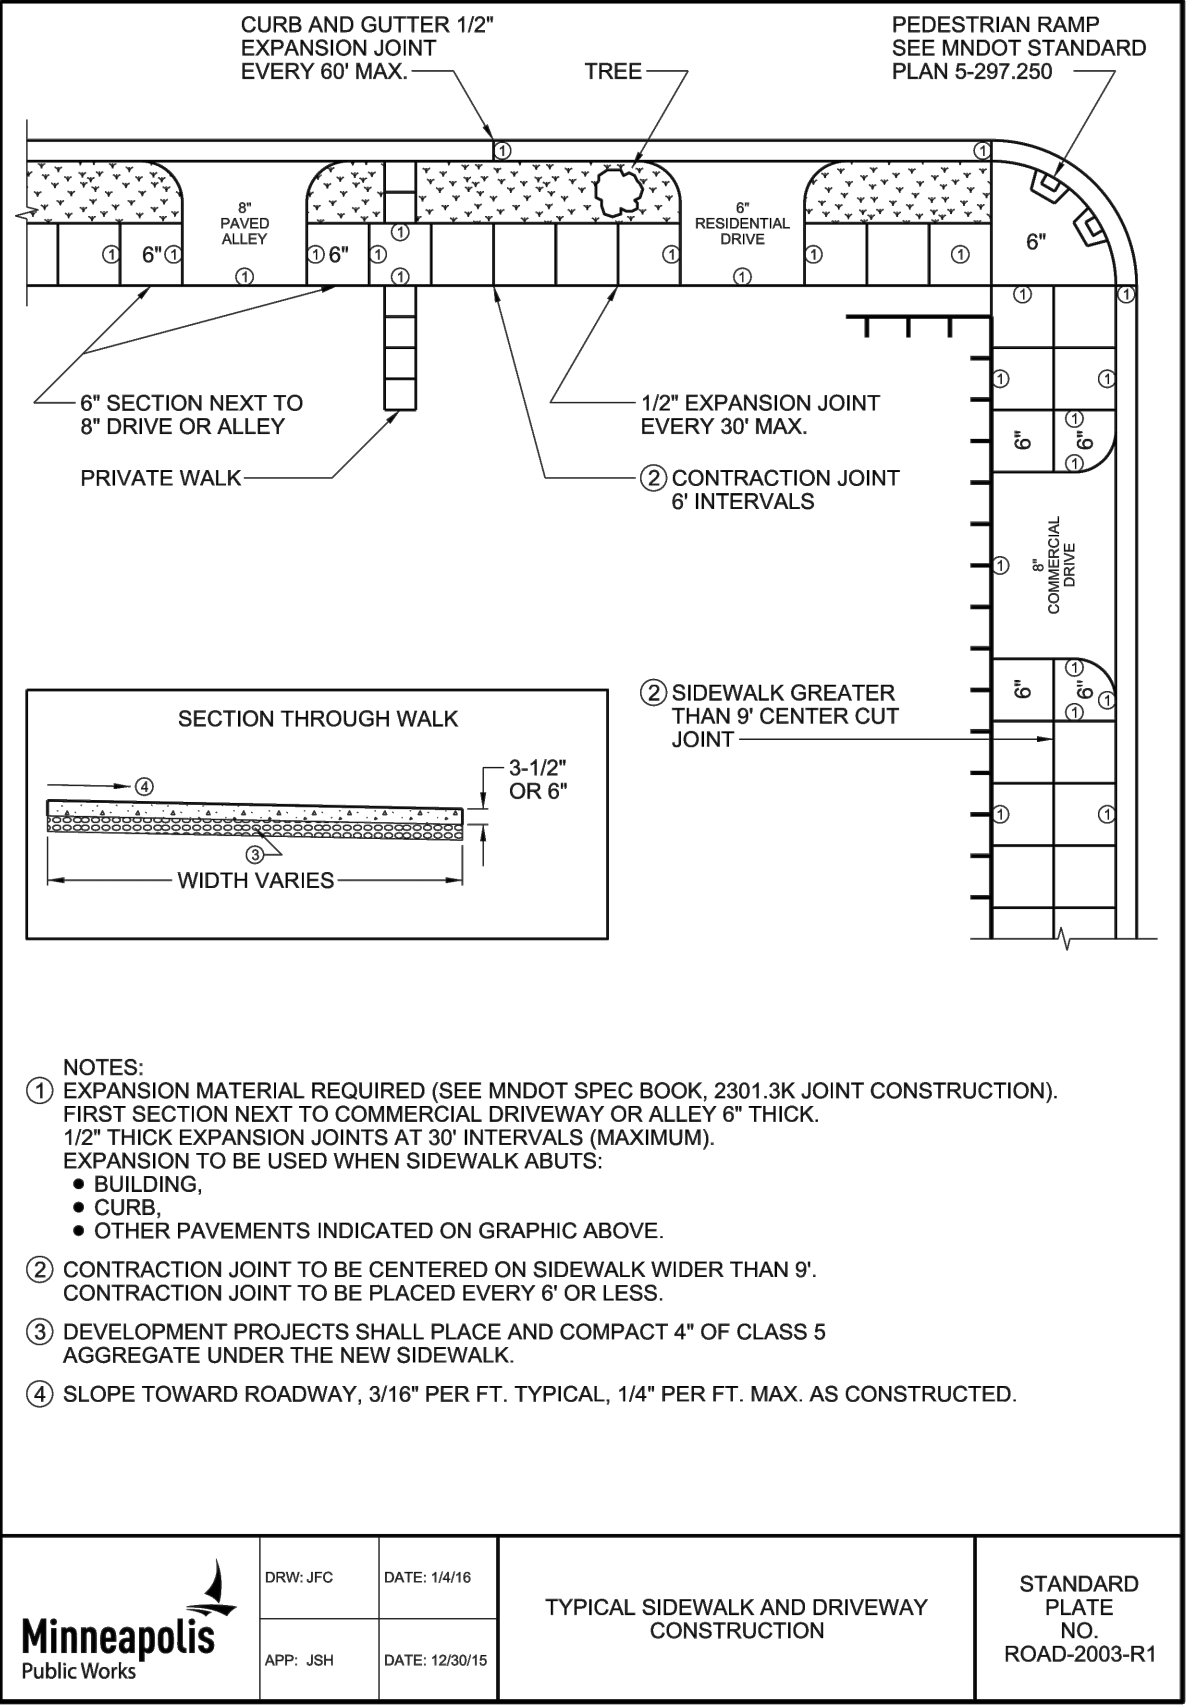 CURB AND GUTTER 1/2"
EXPANSION JOINT
EVERY 60' MAX.
TREE
PEDESTRIAN RAMP
SEE MNDOT STANDARD
PLAN 5-297.250
1
1
8"
PAVED
ALLEY
6"
RESIDENTIAL
DRIVE
1
6"
1
1
1
6"
1
1
1
1
1
1
1
6"
1
1
1
1
6" SECTION NEXT TO
8" DRIVE OR ALLEY
PRIVATE WALK
1/2" EXPANSION JOINT
EVERY 30' MAX.
2 CONTRACTION JOINT
6' INTERVALS
1
6"
6"
1
1
1
8"
COMMERCIAL
DRIVE
2 SIDEWALK GREATER
THAN 9' CENTER CUT
JOINT
6"
6"
1
1
1
1
1
SECTION THROUGH WALK
4
3-1/2"
OR 6"
3
WIDTH VARIES
NOTES:
1 EXPANSION MATERIAL REQUIRED (SEE MNDOT SPEC BOOK, 2301.3K JOINT CONSTRUCTION).
FIRST SECTION NEXT TO COMMERCIAL DRIVEWAY OR ALLEY 6" THICK.
1/2" THICK EXPANSION JOINTS AT 30' INTERVALS (MAXIMUM).
EXPANSION TO BE USED WHEN SIDEWALK ABUTS:
• BUILDING,
• CURB,
• OTHER PAVEMENTS INDICATED ON GRAPHIC ABOVE.
2 CONTRACTION JOINT TO BE CENTERED ON SIDEWALK WIDER THAN 9'.
CONTRACTION JOINT TO BE PLACED EVERY 6' OR LESS.
3 DEVELOPMENT PROJECTS SHALL PLACE AND COMPACT 4" OF CLASS 5
AGGREGATE UNDER THE NEW SIDEWALK.
4 SLOPE TOWARD ROADWAY, 3/16" PER FT. TYPICAL, 1/4" PER FT. MAX. AS CONSTRUCTED.
Minneapolis
Public Works
DRW: JFC
DATE: 1/4/16
APP: JSH
DATE: 12/30/15
TYPICAL SIDEWALK AND DRIVEWAY
CONSTRUCTION
STANDARD
PLATE
NO.
ROAD-2003-R1